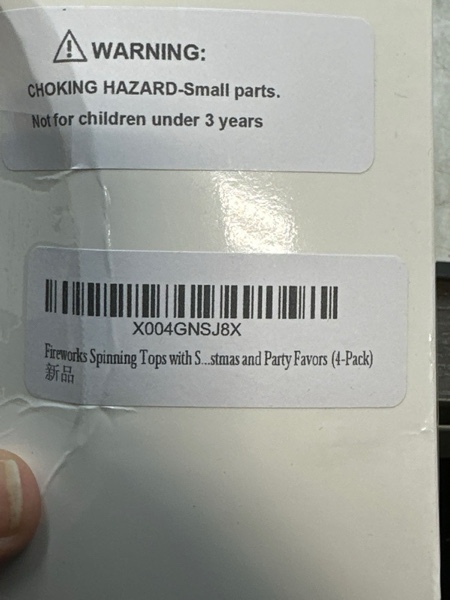 WARNING:
CHOKING HAZARD-Small parts.
Not for children under 3 years
X004GNSJ8X
Fireworks Spinning Tops with S...stmas and Party Favors (4-Pack)
新品